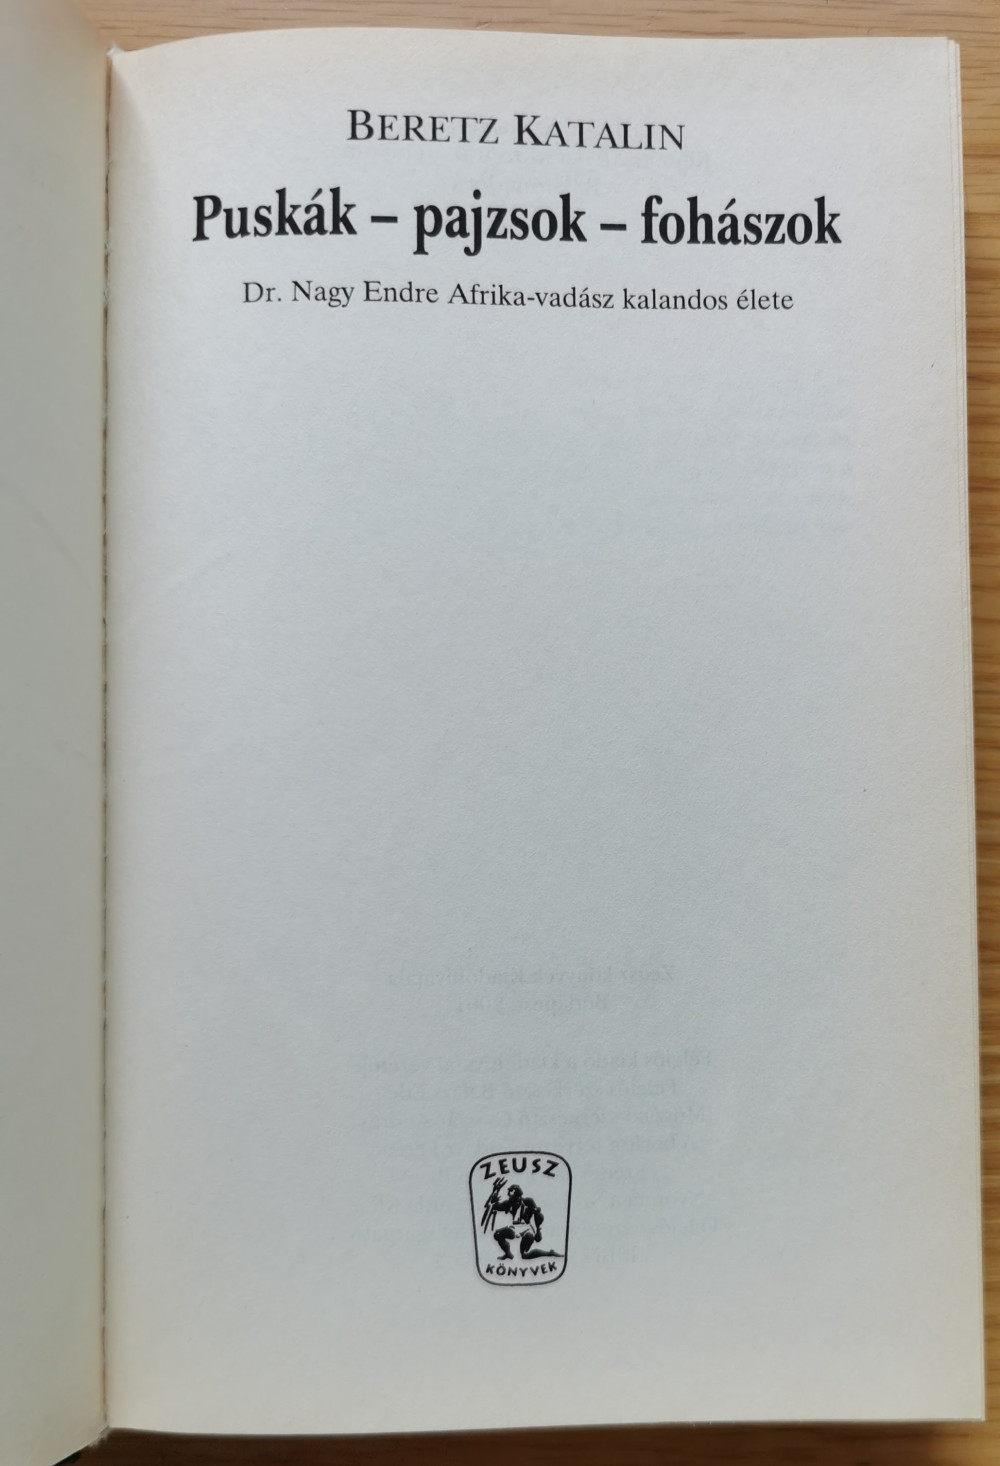 BERETZ KATALIN
Puskák – pajzsok – fohászok
Dr. Nagy Endre Afrika-vadász kalandos élete
ZEUSZ
KÖNYVEK